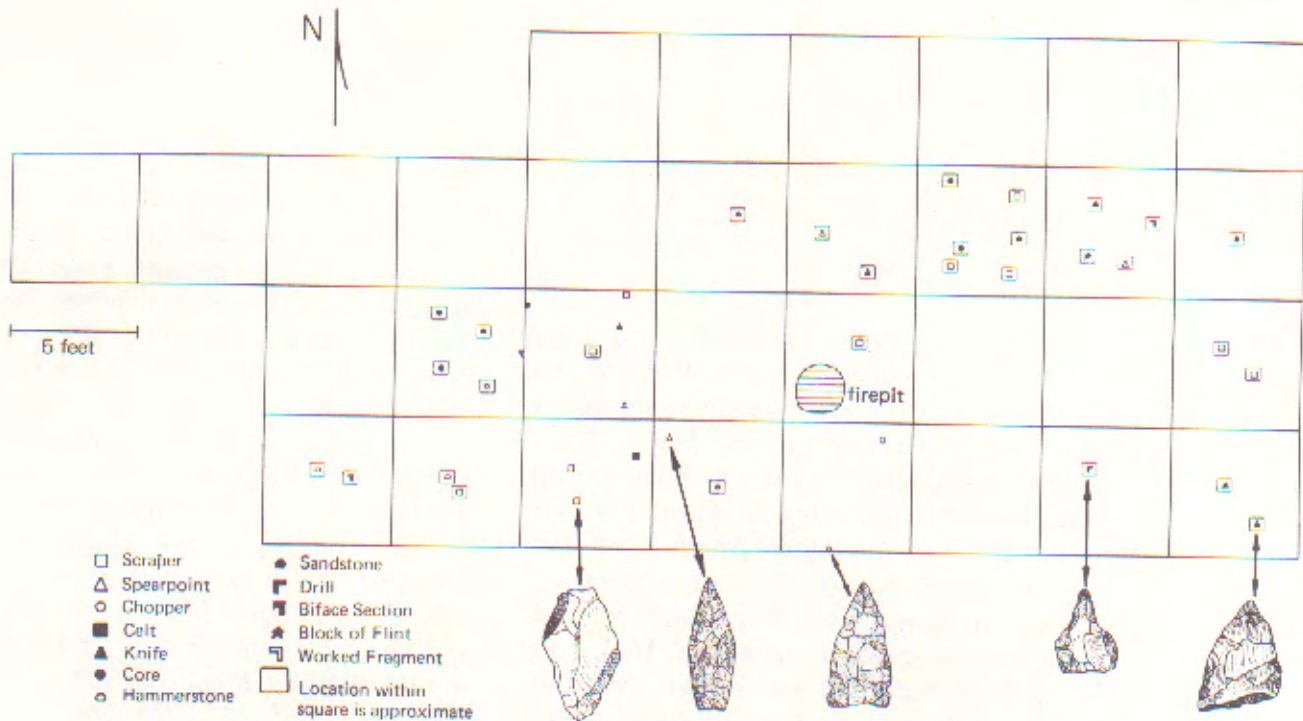 N
5 feet
firepit
Scraper
Spearpoint
Chopper
Celt
Knife
Core
Hammerstone
Sandstone
Drill
Biface Section
Block of Flint
Worked Fragment
Location within
square is approximate